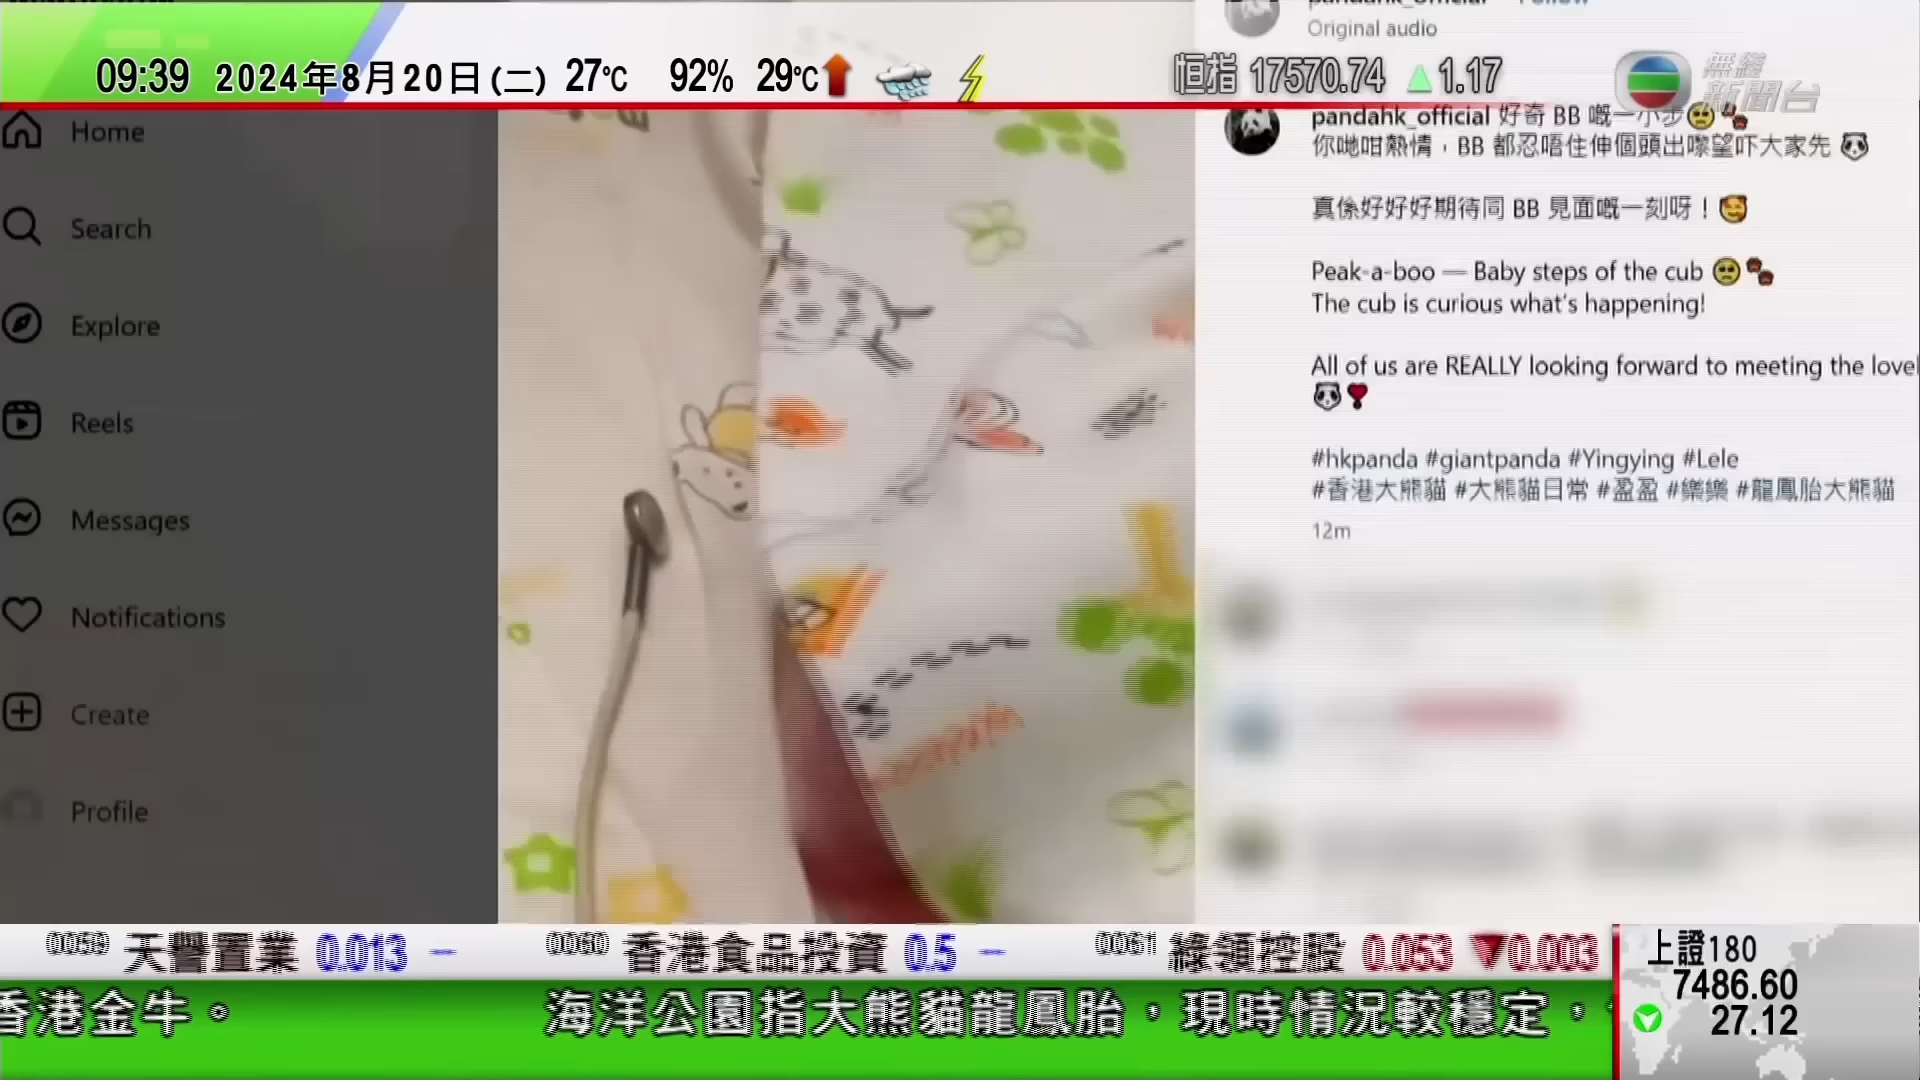 pandahk_official Follow
Original audio
09:39 2024年8月20日(二) 27℃ 92% 29℃
恒指 17570.74 ▲1.17
無綫新聞台
Home
Search
Explore
Reels
Messages
Notifications
Create
Profile
pandahk_official 好奇 BB 嘅一小步🥺🐾
你哋咁熱情，BB 都忍唔住伸個頭出嚟望吓大家先 🐼
真係好好好期待同 BB 見面嘅一刻呀！🥰
Peak-a-boo — Baby steps of the cub 🥺🐾
The cub is curious what's happening!
All of us are REALLY looking forward to meeting the lovel
🐼❣️
#hkpanda #giantpanda #Yingying #Lele
#香港大熊貓 #大熊貓日常 #盈盈 #樂樂 #龍鳳胎大熊貓
12m
0059 天譽置業 0.013 – 0060 香港食品投資 0.5 – 0061 綠領控股 0.053 ▼0.003
香港金牛。 海洋公園指大熊貓龍鳳胎，現時情況較穩定，
上證180
7486.60
27.12